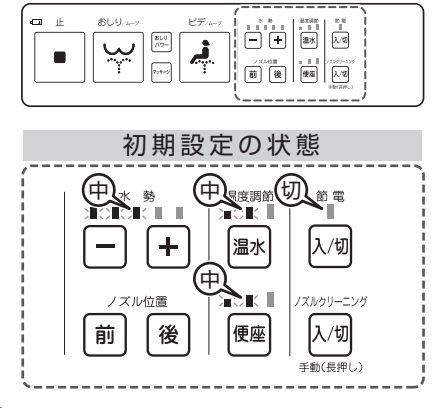 止 おしり/ムーブ ビデ/ムーブ 水 勢 温度調節 節 電
おしり
パワー
マッサージ
− + 温水 入/切
ノズル位置 ノズルクリーニング
前 後 便座 入/切
手動(長押し)
初期設定の状態
中 水 勢 中 温度調節 切 節 電
− + 温水 入/切
中
ノズル位置 ノズルクリーニング
前 後 便座 入/切
手動(長押し)